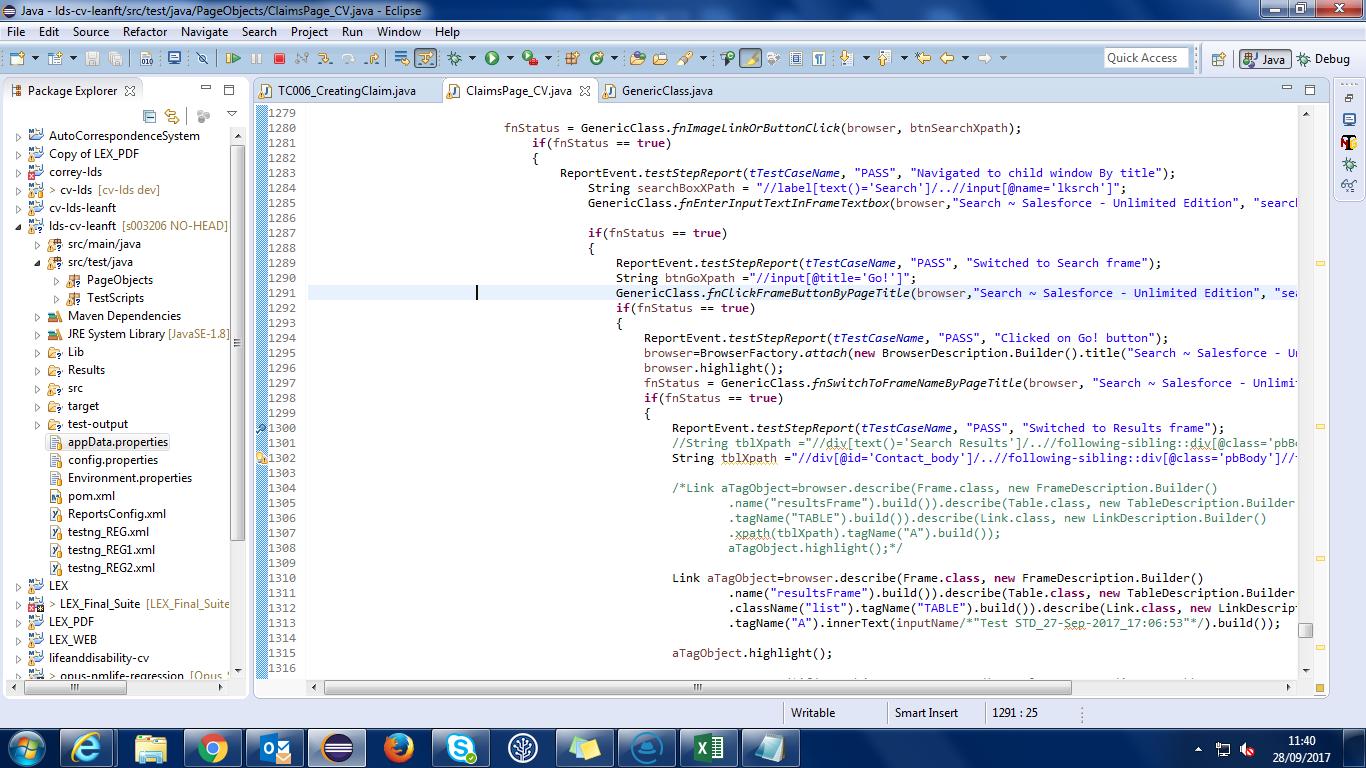 Java - lds-cv-leanft/src/test/java/PageObjects/ClaimsPage_CV.java - Eclipse
File Edit Source Refactor Navigate Search Project Run Window Help
Quick Access Java Debug
Package Explorer
AutoCorrespondenceSystem
Copy of LEX_PDF
correy-lds
> cv-lds [cv-lds dev]
cv-lds-leanft
lds-cv-leanft [s003206 NO-HEAD]
src/main/java
src/test/java
PageObjects
TestScripts
Maven Dependencies
JRE System Library [JavaSE-1.8]
Lib
Results
src
target
test-output
appData.properties
config.properties
Environment.properties
pom.xml
ReportsConfig.xml
testng_REG.xml
testng_REG1.xml
testng_REG2.xml
LEX
> LEX_Final_Suite [LEX_Final_Suite
LEX_PDF
LEX_WEB
lifeanddisability-cv
> opus-nmlife-regression [Opus
TC006_CreatingClaim.java ClaimsPage_CV.java GenericClass.java
1279
1280 fnStatus = GenericClass.fnImageLinkOrButtonClick(browser, btnSearchXpath);
1281 if(fnStatus == true)
1282 {
1283 ReportEvent.testStepReport(tTestCaseName, "PASS", "Navigated to child window By title");
1284 String searchBoxXPath = "//label[text()='Search']/..//input[@name='lksrch']";
1285 GenericClass.fnEnterInputTextInFrameTextbox(browser,"Search ~ Salesforce - Unlimited Edition", "search
1286
1287 if(fnStatus == true)
1288 {
1289 ReportEvent.testStepReport(tTestCaseName, "PASS", "Switched to Search frame");
1290 String btnGoXpath ="//input[@title='Go!']";
1291 GenericClass.fnClickFrameButtonByPageTitle(browser,"Search ~ Salesforce - Unlimited Edition", "sea
1292 if(fnStatus == true)
1293 {
1294 ReportEvent.testStepReport(tTestCaseName, "PASS", "Clicked on Go! button");
1295 browser=BrowserFactory.attach(new BrowserDescription.Builder().title("Search ~ Salesforce - Un
1296 browser.highlight();
1297 fnStatus = GenericClass.fnSwitchToFrameNameByPageTitle(browser, "Search ~ Salesforce - Unlimit
1298 if(fnStatus == true)
1299 {
1300 ReportEvent.testStepReport(tTestCaseName, "PASS", "Switched to Results frame");
1301 //String tblXpath ="//div[text()='Search Results']/..//following-sibling::div[@class='pbBo
1302 String tblXpath ="//div[@id='Contact_body']/..//following-sibling::div[@class='pbBody']//
1303
1304 /*Link aTagObject=browser.describe(Frame.class, new FrameDescription.Builder()
1305 .name("resultsFrame").build()).describe(Table.class, new TableDescription.Builder
1306 .tagName("TABLE").build()).describe(Link.class, new LinkDescription.Builder()
1307 .xpath(tblXpath).tagName("A").build());
1308 aTagObject.highlight();*/
1309
1310 Link aTagObject=browser.describe(Frame.class, new FrameDescription.Builder()
1311 .name("resultsFrame").build()).describe(Table.class, new TableDescription.Builder
1312 .className("list").tagName("TABLE").build()).describe(Link.class, new LinkDescript
1313 .tagName("A").innerText(inputName/*"Test STD_27-Sep-2017_17:06:53"*/).build());
1314
1315 aTagObject.highlight();
1316
Writable Smart Insert 1291 : 25
11:40
28/09/2017